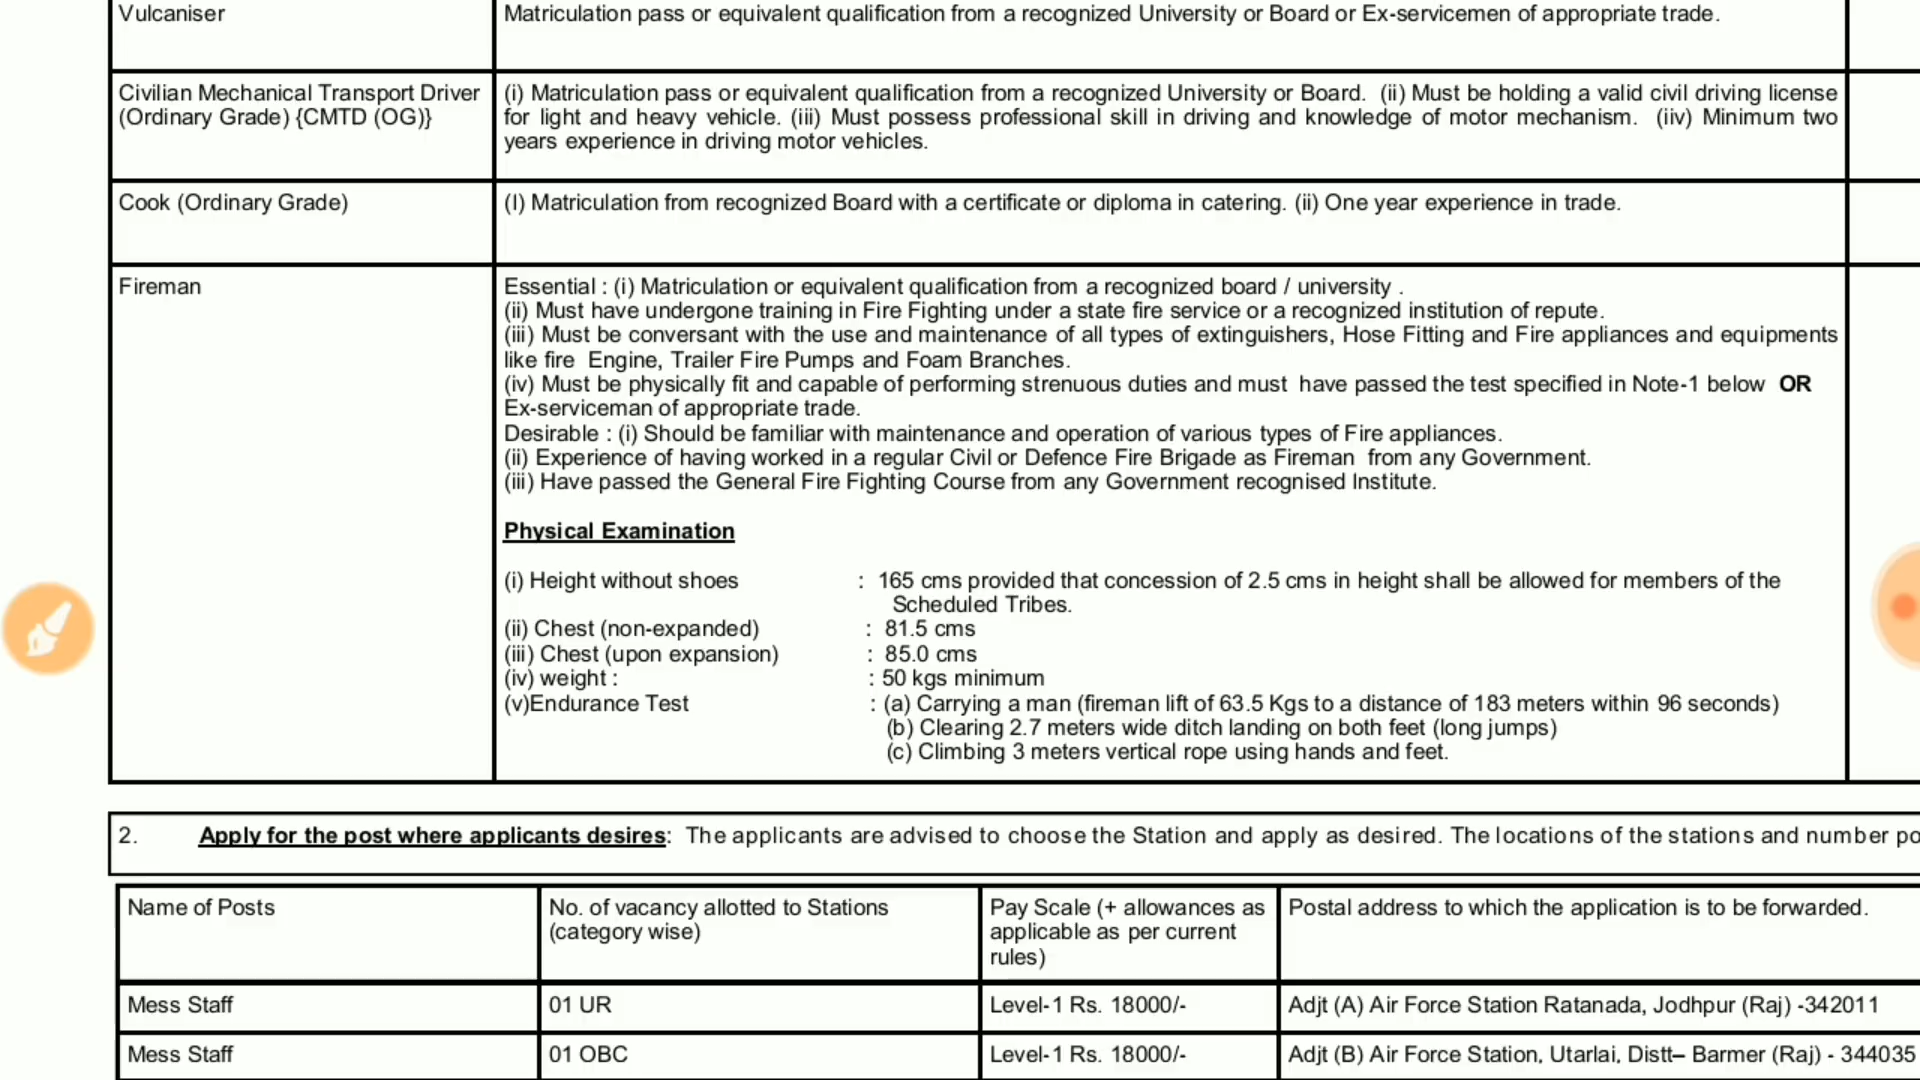 Vulcaniser
Matriculation pass or equivalent qualification from a recognized University or Board or Ex-servicemen of appropriate trade.
Civilian Mechanical Transport Driver
(Ordinary Grade) {CMTD (OG)}
(i) Matriculation pass or equivalent qualification from a recognized University or Board. (ii) Must be holding a valid civil driving license
for light and heavy vehicle. (iii) Must possess professional skill in driving and knowledge of motor mechanism. (iiv) Minimum two
years experience in driving motor vehicles.
Cook (Ordinary Grade)
(I) Matriculation from recognized Board with a certificate or diploma in catering. (ii) One year experience in trade.
Fireman
Essential : (i) Matriculation or equivalent qualification from a recognized board / university .
(ii) Must have undergone training in Fire Fighting under a state fire service or a recognized institution of repute.
(iii) Must be conversant with the use and maintenance of all types of extinguishers, Hose Fitting and Fire appliances and equipments
like fire Engine, Trailer Fire Pumps and Foam Branches.
(iv) Must be physically fit and capable of performing strenuous duties and must have passed the test specified in Note-1 below OR
Ex-serviceman of appropriate trade.
Desirable : (i) Should be familiar with maintenance and operation of various types of Fire appliances.
(ii) Experience of having worked in a regular Civil or Defence Fire Brigade as Fireman from any Government.
(iii) Have passed the General Fire Fighting Course from any Government recognised Institute.
Physical Examination
(i) Height without shoes : 165 cms provided that concession of 2.5 cms in height shall be allowed for members of the
Scheduled Tribes.
(ii) Chest (non-expanded) : 81.5 cms
(iii) Chest (upon expansion) : 85.0 cms
(iv) weight : : 50 kgs minimum
(v)Endurance Test : (a) Carrying a man (fireman lift of 63.5 Kgs to a distance of 183 meters within 96 seconds)
(b) Clearing 2.7 meters wide ditch landing on both feet (long jumps)
(c) Climbing 3 meters vertical rope using hands and feet.
2. Apply for the post where applicants desires: The applicants are advised to choose the Station and apply as desired. The locations of the stations and number po
Name of Posts
No. of vacancy allotted to Stations
(category wise)
Pay Scale (+ allowances as
applicable as per current
rules)
Postal address to which the application is to be forwarded.
Mess Staff
01 UR
Level-1 Rs. 18000/-
Adjt (A) Air Force Station Ratanada, Jodhpur (Raj) -342011
Mess Staff
01 OBC
Level-1 Rs. 18000/-
Adjt (B) Air Force Station, Utarlai, Distt– Barmer (Raj) - 344035